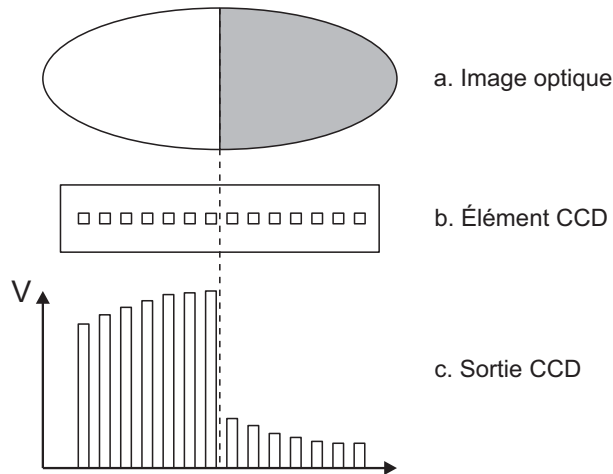 a. Image optique
b. Élément CCD
V
c. Sortie CCD